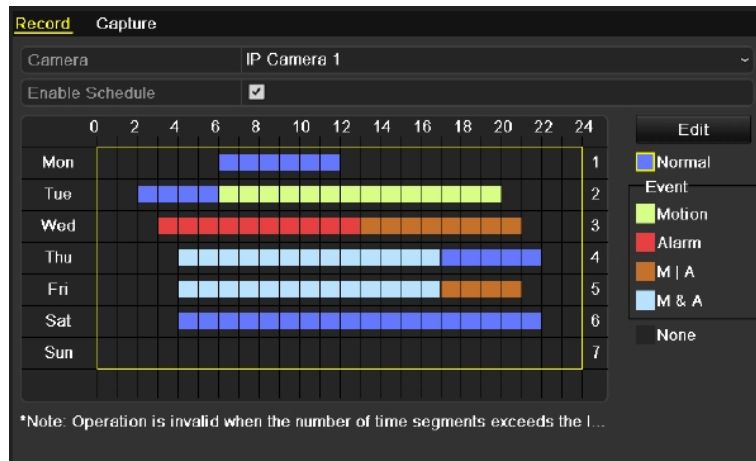 Record Capture
Camera IP Camera 1
Enable Schedule
0 2 4 6 8 10 12 14 16 18 20 22 24
Edit
Mon 1
Tue 2
Wed 3
Thu 4
Fri 5
Sat 6
Sun 7
Normal
Event
Motion
Alarm
M | A
M & A
None
*Note: Operation is invalid when the number of time segments exceeds the l...